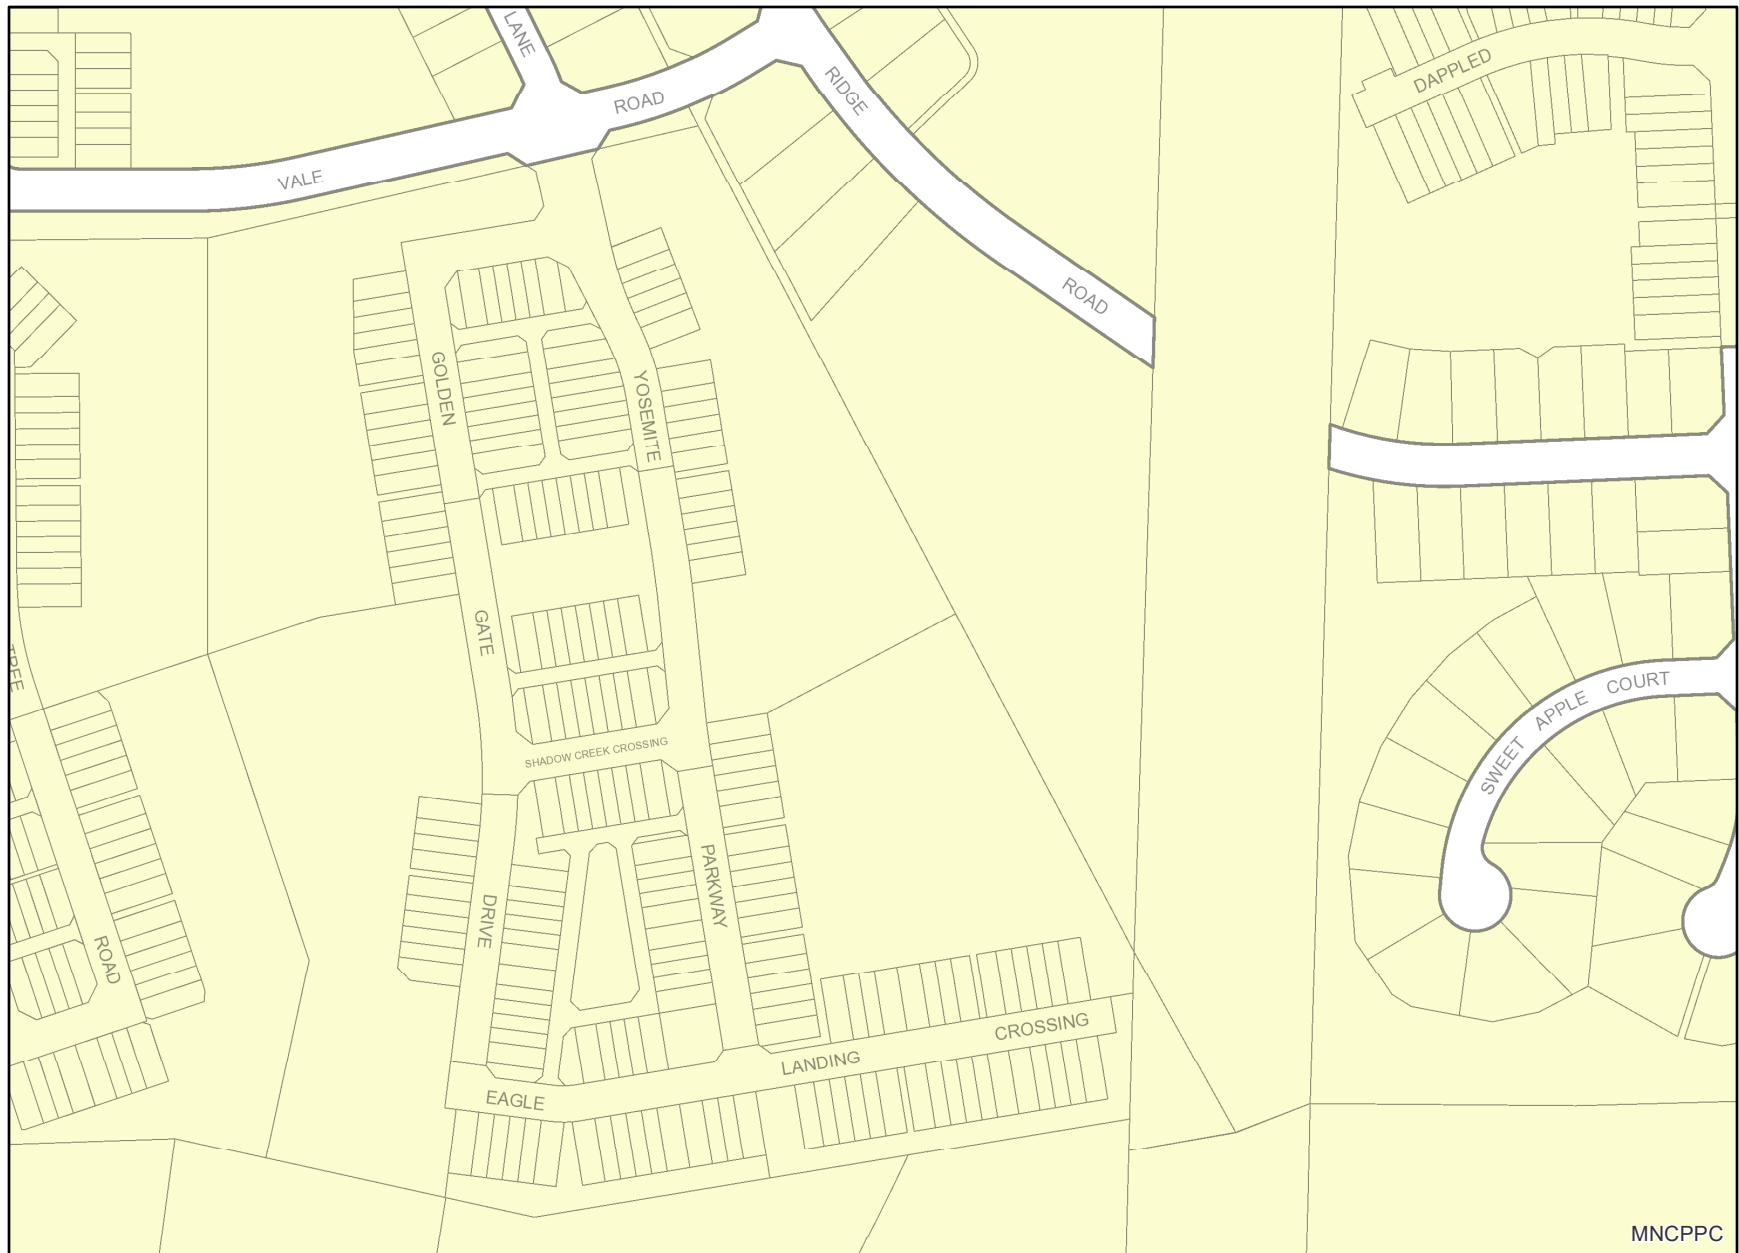 LANE
ROAD
RIDGE
DAPPLED
VALE
ROAD
GOLDEN
YOSEMITE
GATE
TREE
SWEET APPLE COURT
SHADOW CREEK CROSSING
PARKWAY
DRIVE
ROAD
EAGLE LANDING CROSSING
MNCPPC